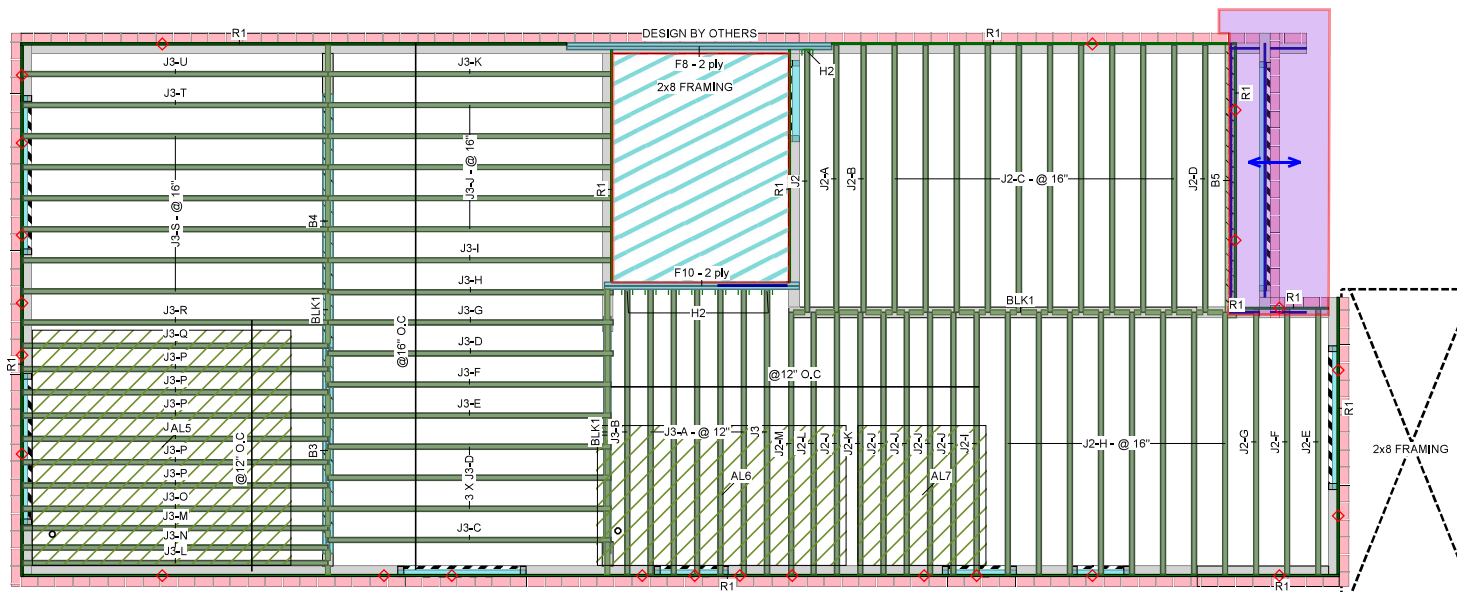 R1
DESIGN BY OTHERS
R1
J3-U
J3-K
F8 - 2 ply
H2
2x8 FRAMING
J3-T
R1
J3-S - @ 16"
J3-J - @ 16"
B4
R1
R1
J2
J2-A
J2-B
J2-C - @ 16"
J2-D
B5
J3-I
J3-H
F10 - 2 ply
BLK1
R1
R1
J3-R
BLK1
J3-G
H2
J3-Q
@16" O.C
J3-D
J3-P
R1
J3-F
@12" O.C
J3-P
J3-P
J3-E
R1
JAL5
@12" O.C
B3
BLK1
J3-B
J3-A - @ 12"
J3
J2-M
J2-L
J2-J
J2-K
J2-J
J2-J
J2-J
J2-J
J2-I
J2-H - @ 16"
J2-G
J2-F
J2-E
2x8 FRAMING
J3-P
J3-P
3 X J3-D
AL6
AL7
J3-O
J3-M
J3-C
J3-N
J3-L
R1
R1